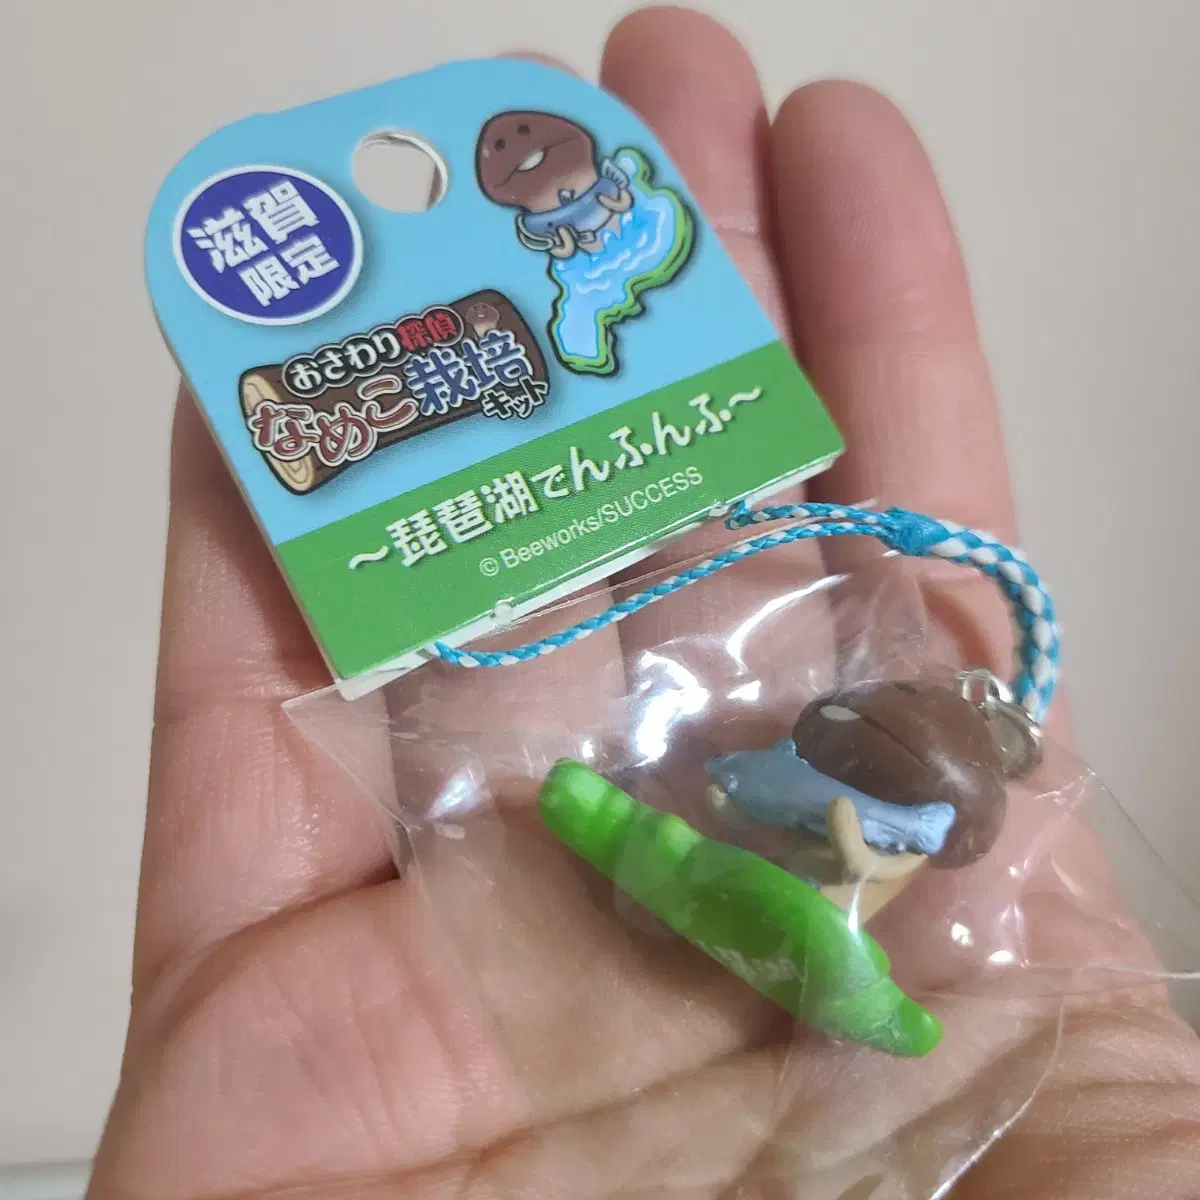 滋賀
限定
おさわり探偵
なめこ栽培
キット
～琵琶湖でんふんふ～
© Beeworks/SUCCESS